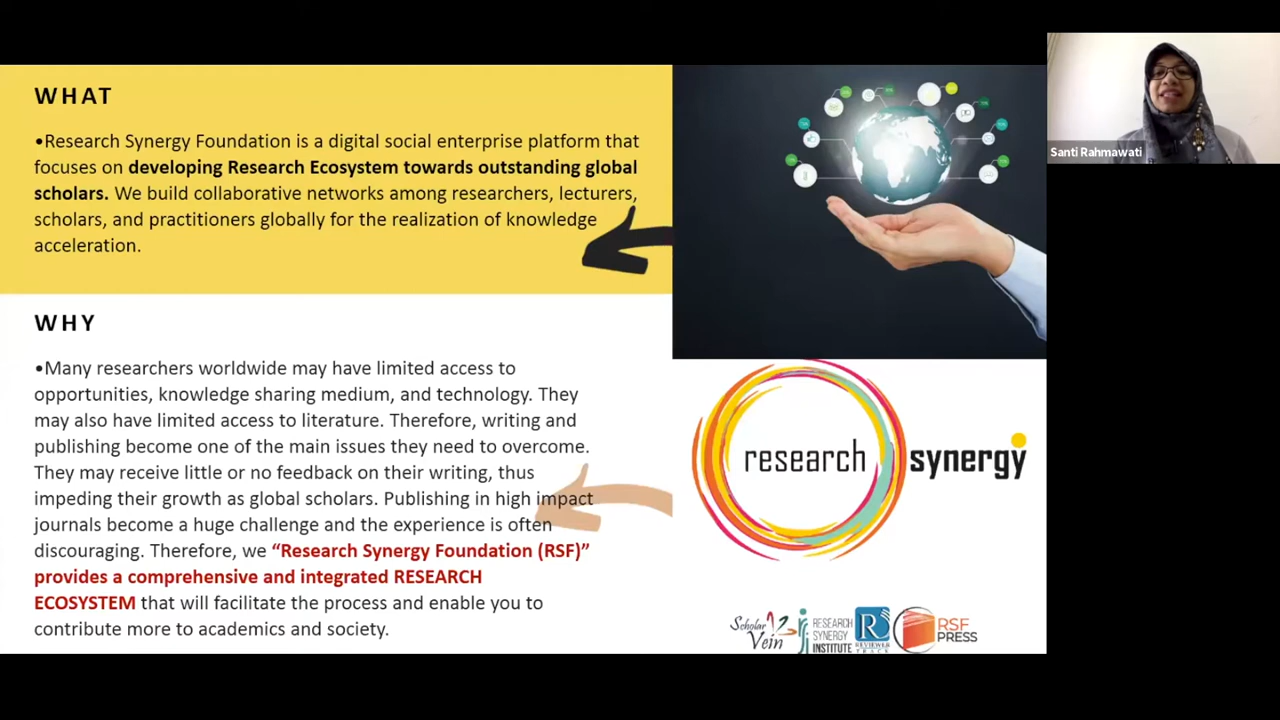 WHAT
•Research Synergy Foundation is a digital social enterprise platform that
focuses on developing Research Ecosystem towards outstanding global
scholars. We build collaborative networks among researchers, lecturers,
scholars, and practitioners globally for the realization of knowledge
acceleration.
WHY
•Many researchers worldwide may have limited access to
opportunities, knowledge sharing medium, and technology. They
may also have limited access to literature. Therefore, writing and
publishing become one of the main issues they need to overcome.
They may receive little or no feedback on their writing, thus
impeding their growth as global scholars. Publishing in high impact
journals become a huge challenge and the experience is often
discouraging. Therefore, we “Research Synergy Foundation (RSF)”
provides a comprehensive and integrated RESEARCH
ECOSYSTEM that will facilitate the process and enable you to
contribute more to academics and society.
Santi Rahmawati
research synergy
Scholar
Vein
RESEARCH
SYNERGY
INSTITUTE
R
REVIEWER
TRACK
RSF
PRESS